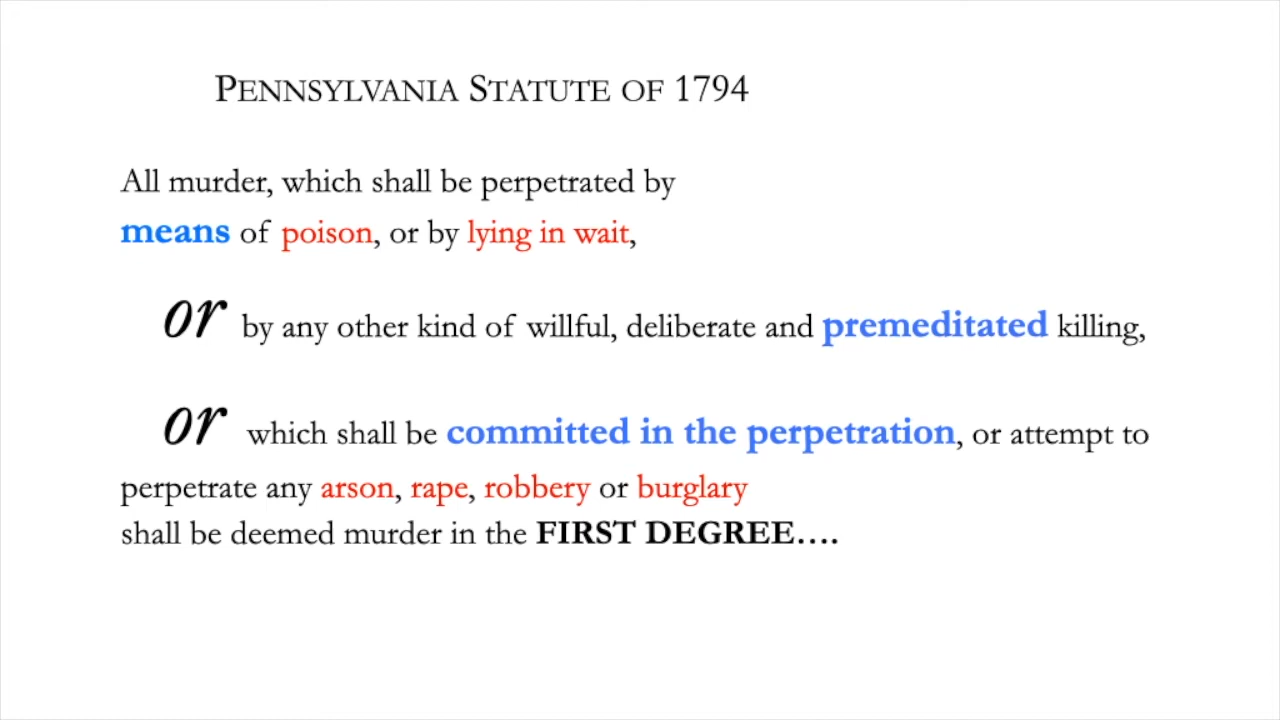 PENNSYLVANIA STATUTE OF 1794
All murder, which shall be perpetrated by
means of poison, or by lying in wait,
or by any other kind of willful, deliberate and premeditated killing,
or which shall be committed in the perpetration, or attempt to
perpetrate any arson, rape, robbery or burglary
shall be deemed murder in the FIRST DEGREE....